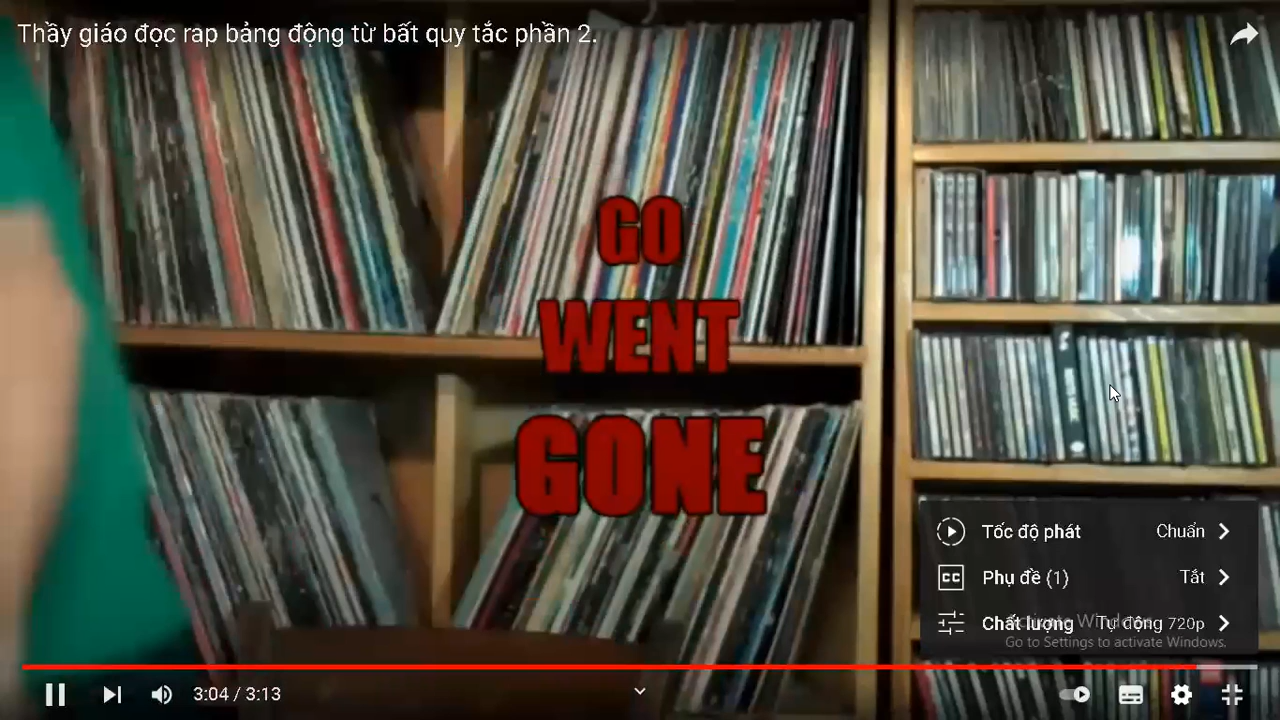 Thầy giáo đọc rap bảng động từ bất quy tắc phần 2.
GO
WENT
GONE
Tốc độ phát Chuẩn
Phụ đề (1) Tắt
Chất lượng Tự động 720p
Activate Windows
Go to Settings to activate Windows.
3:04 / 3:13